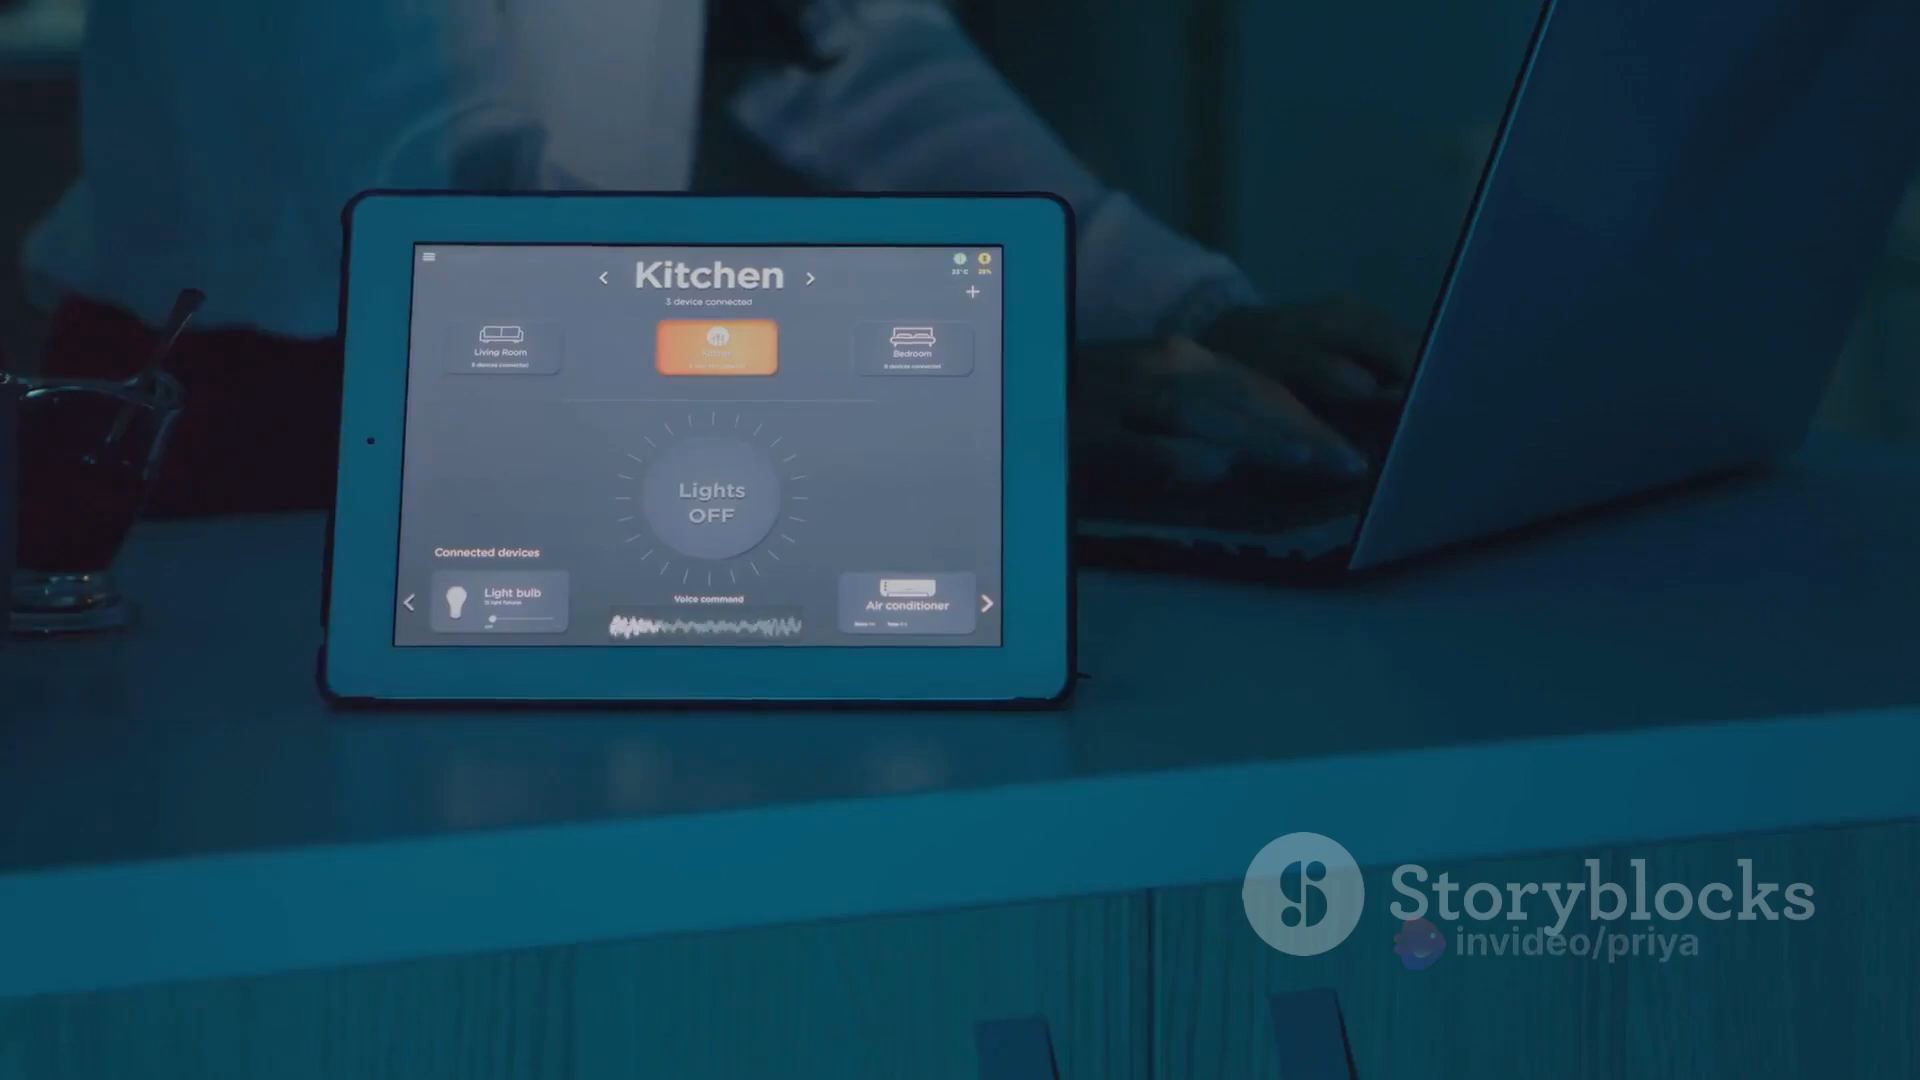 Kitchen
3 device connected
23°C
Living Room
Bedroom
Lights
OFF
Connected devices
Light bulb
Air conditioner
Voice command
Storyblocks
invideo/priya